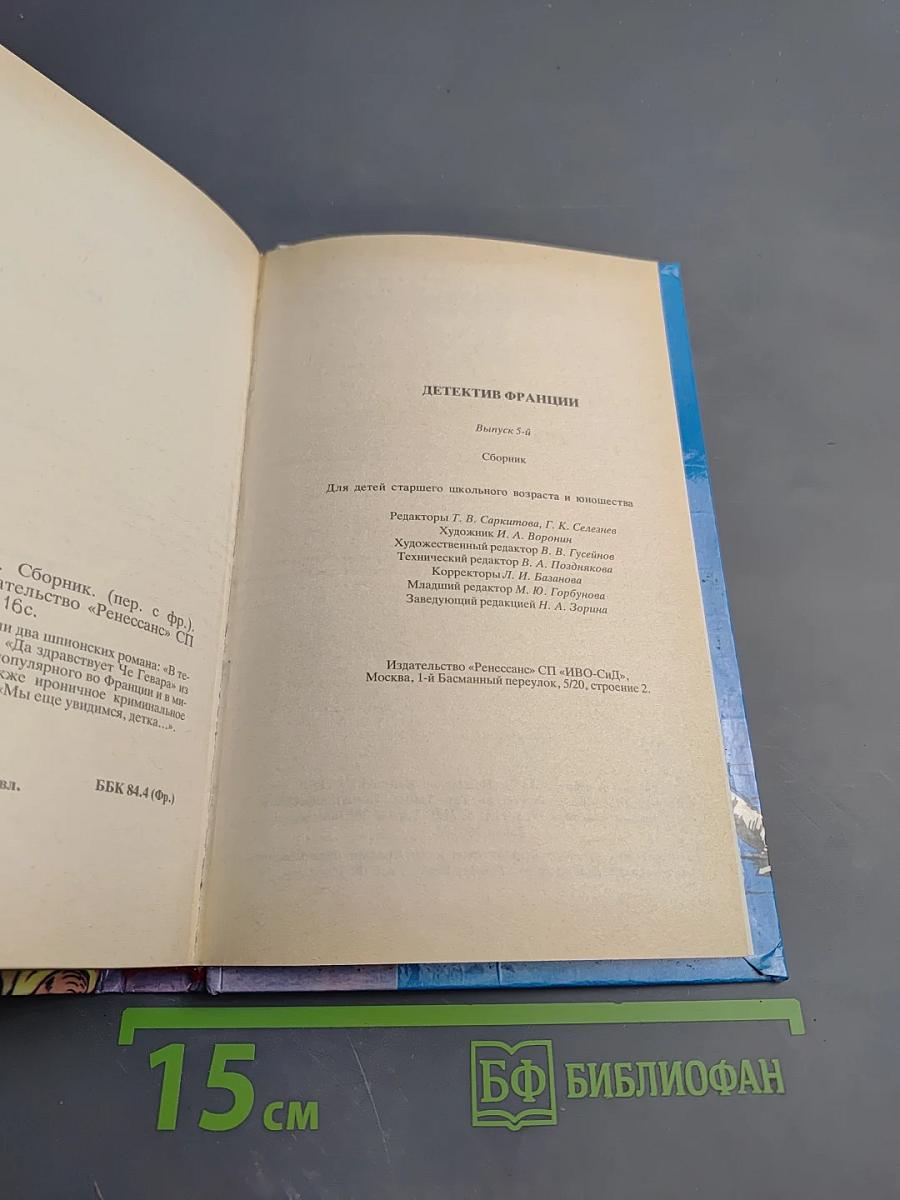 . Сборник. (пер. с фр.).
ательство «Ренессанс» СП
16с.
ли два шпионских романа: «В те-
«Да здравствует Че Гевара» из
популярного во Франции и в ми-
кже ироничное криминальное
«Мы еще увидимся, детка...».
вл. ББК 84.4 (Фр.)
ДЕТЕКТИВ ФРАНЦИИ
Выпуск 5-й
Сборник
Для детей старшего школьного возраста и юношества
Редакторы Т. В. Саркитова, Г. К. Селезнев
Художник И. А. Воронин
Художественный редактор В. В. Гусейнов
Технический редактор В. А. Позднякова
Корректоры Л. И. Базанова
Младший редактор М. Ю. Горбунова
Заведующий редакцией Н. А. Зорина
Издательство «Ренессанс» СП «ИВО-СиД»,
Москва, 1-й Басманный переулок, 5/20, строение 2.
15 см
БФ БИБЛИОФАН